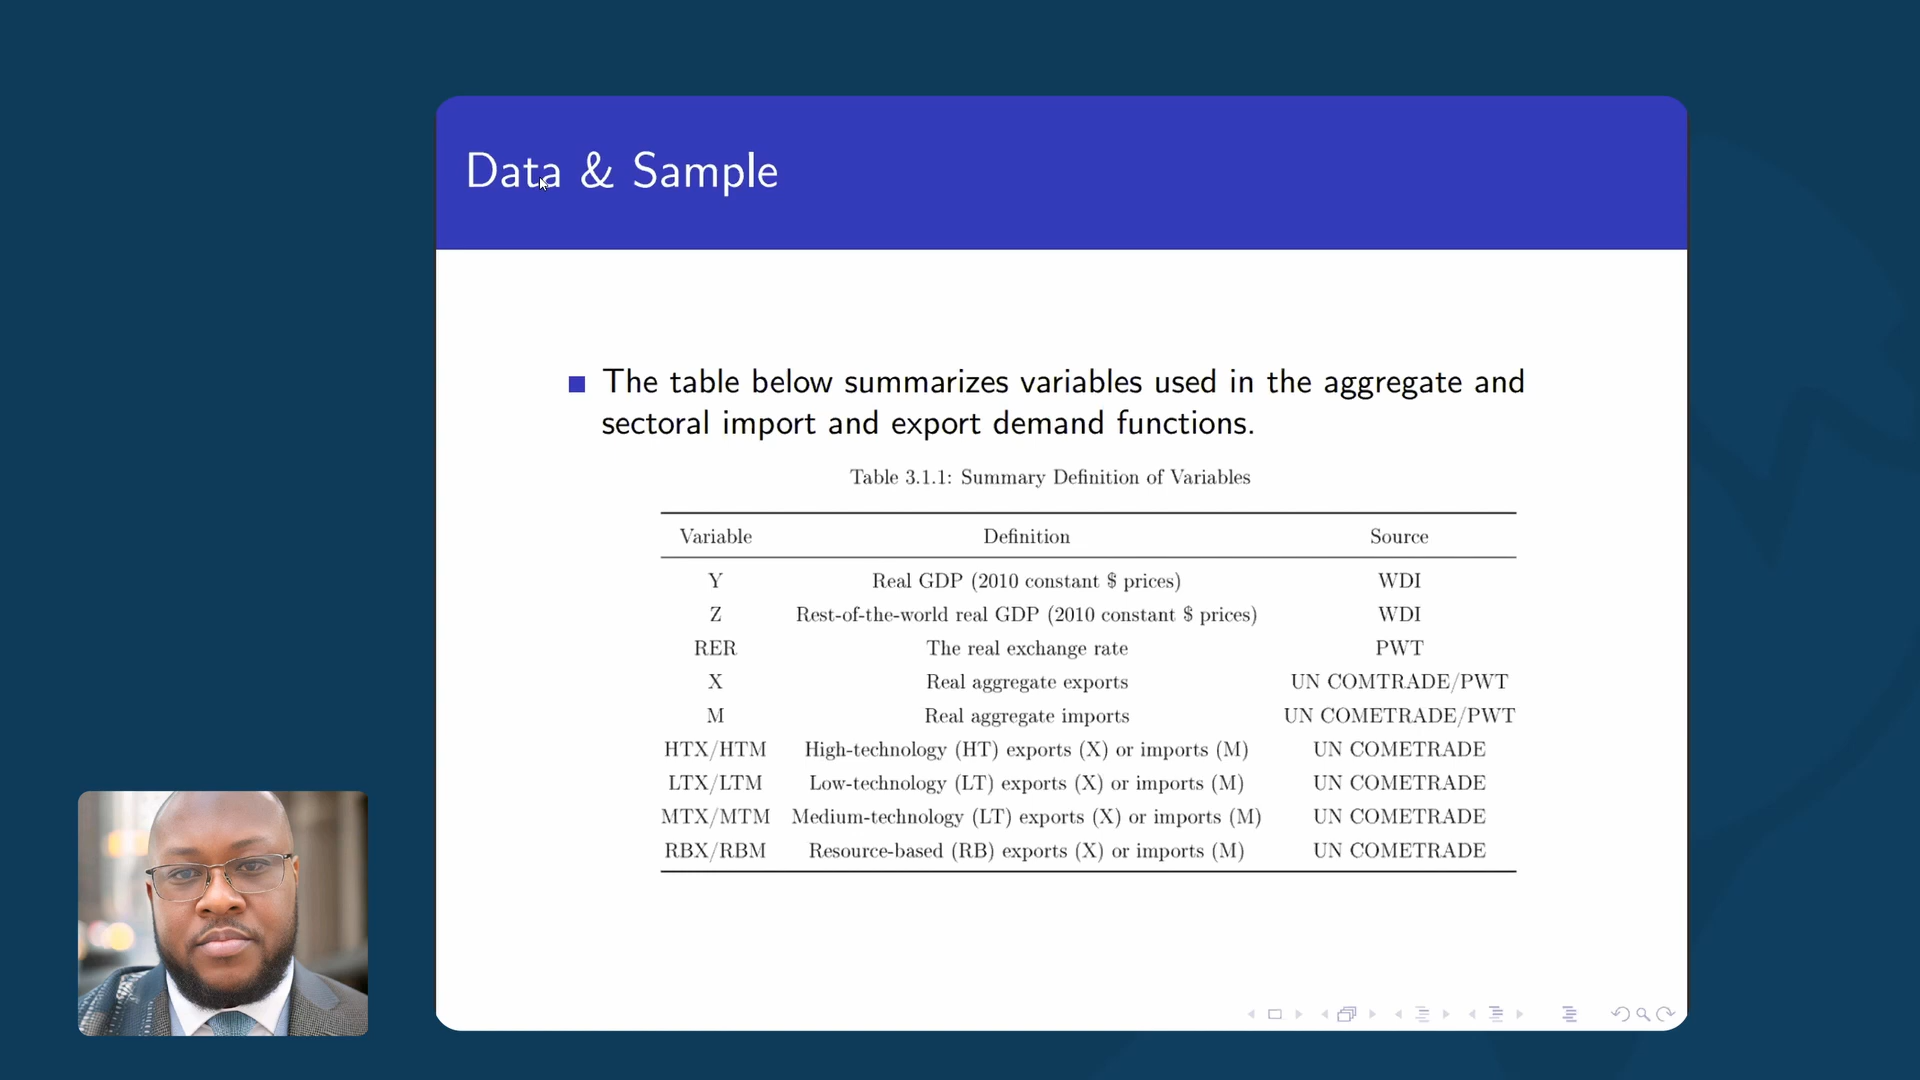 Data & Sample
The table below summarizes variables used in the aggregate and
sectoral import and export demand functions.
Table 3.1.1: Summary Definition of Variables
Variable Definition Source
Y Real GDP (2010 constant $ prices) WDI
Z Rest-of-the-world real GDP (2010 constant $ prices) WDI
RER The real exchange rate PWT
X Real aggregate exports UN COMTRADE/PWT
M Real aggregate imports UN COMETRADE/PWT
HTX/HTM High-technology (HT) exports (X) or imports (M) UN COMETRADE
LTX/LTM Low-technology (LT) exports (X) or imports (M) UN COMETRADE
MTX/MTM Medium-technology (LT) exports (X) or imports (M) UN COMETRADE
RBX/RBM Resource-based (RB) exports (X) or imports (M) UN COMETRADE